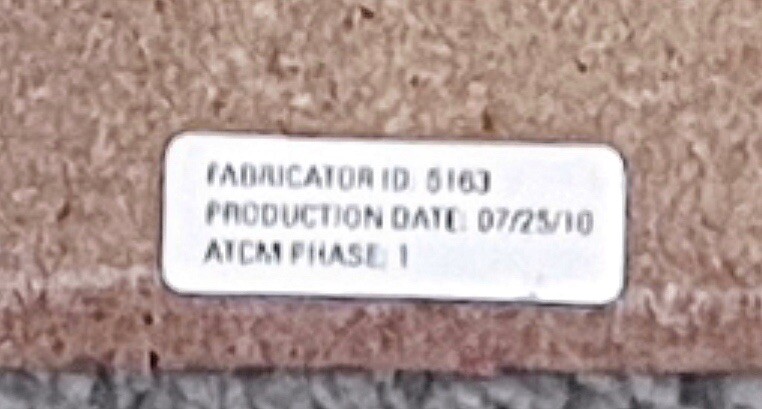 FABRICATOR ID: 5163
PRODUCTION DATE: 07/25/10
ATCM PHASE: 1